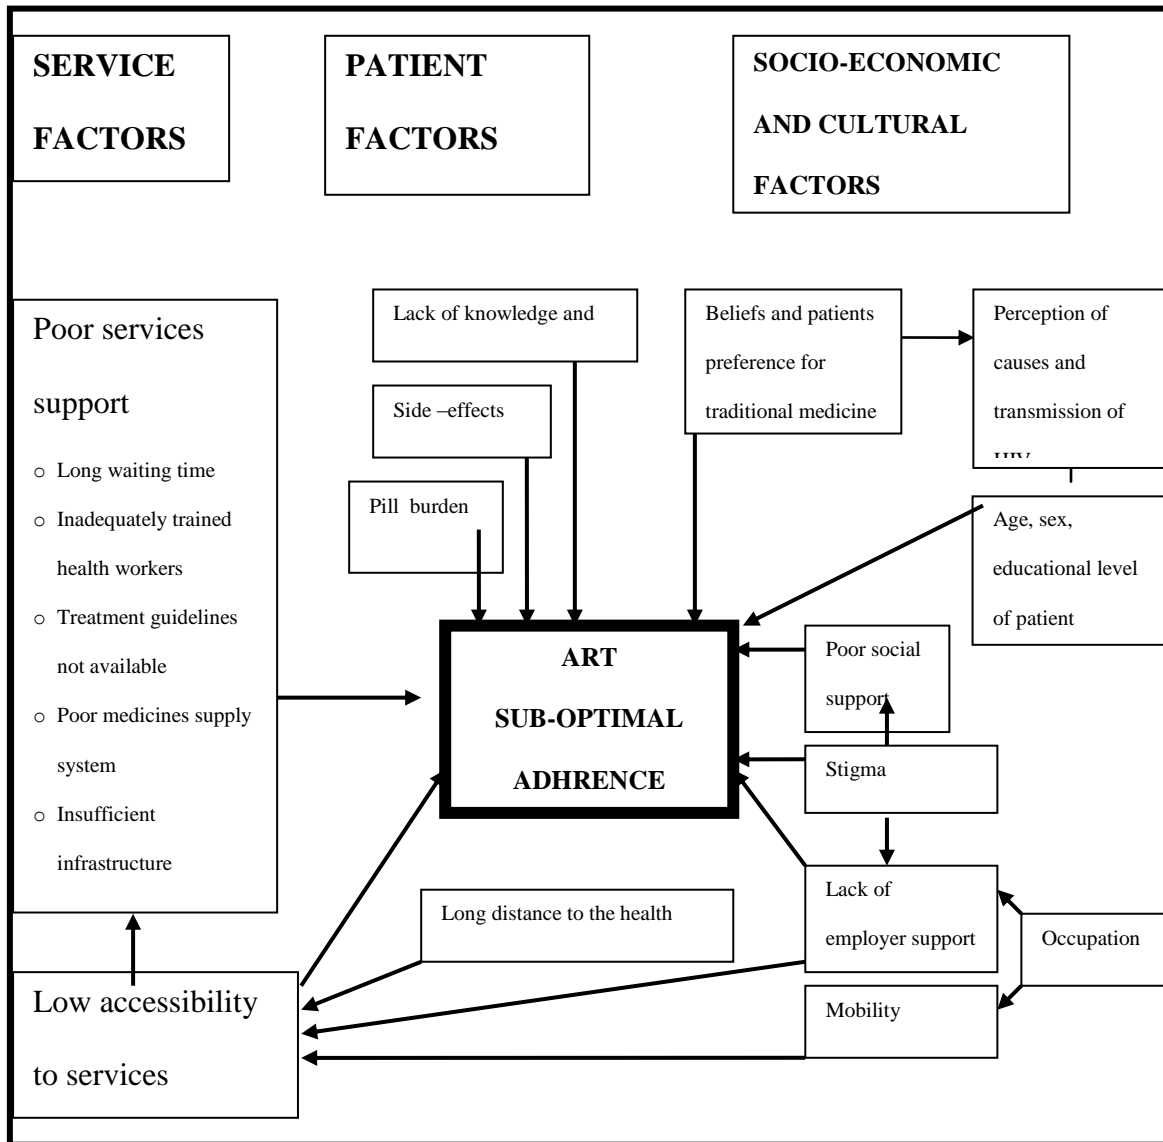 SERVICE
FACTORS
PATIENT
FACTORS
SOCIO-ECONOMIC
AND CULTURAL
FACTORS
Poor services
support
o Long waiting time
o Inadequately trained
health workers
o Treatment guidelines
not available
o Poor medicines supply
system
o Insufficient
infrastructure
Lack of knowledge and
Side –effects
Pill burden
Beliefs and patients
preference for
traditional medicine
Perception of
causes and
transmission of
HIV
Age, sex,
educational level
of patient
ART
SUB-OPTIMAL
ADHRENCE
Poor social
support
Stigma
Lack of
employer support
Occupation
Mobility
Long distance to the health
Low accessibility
to services